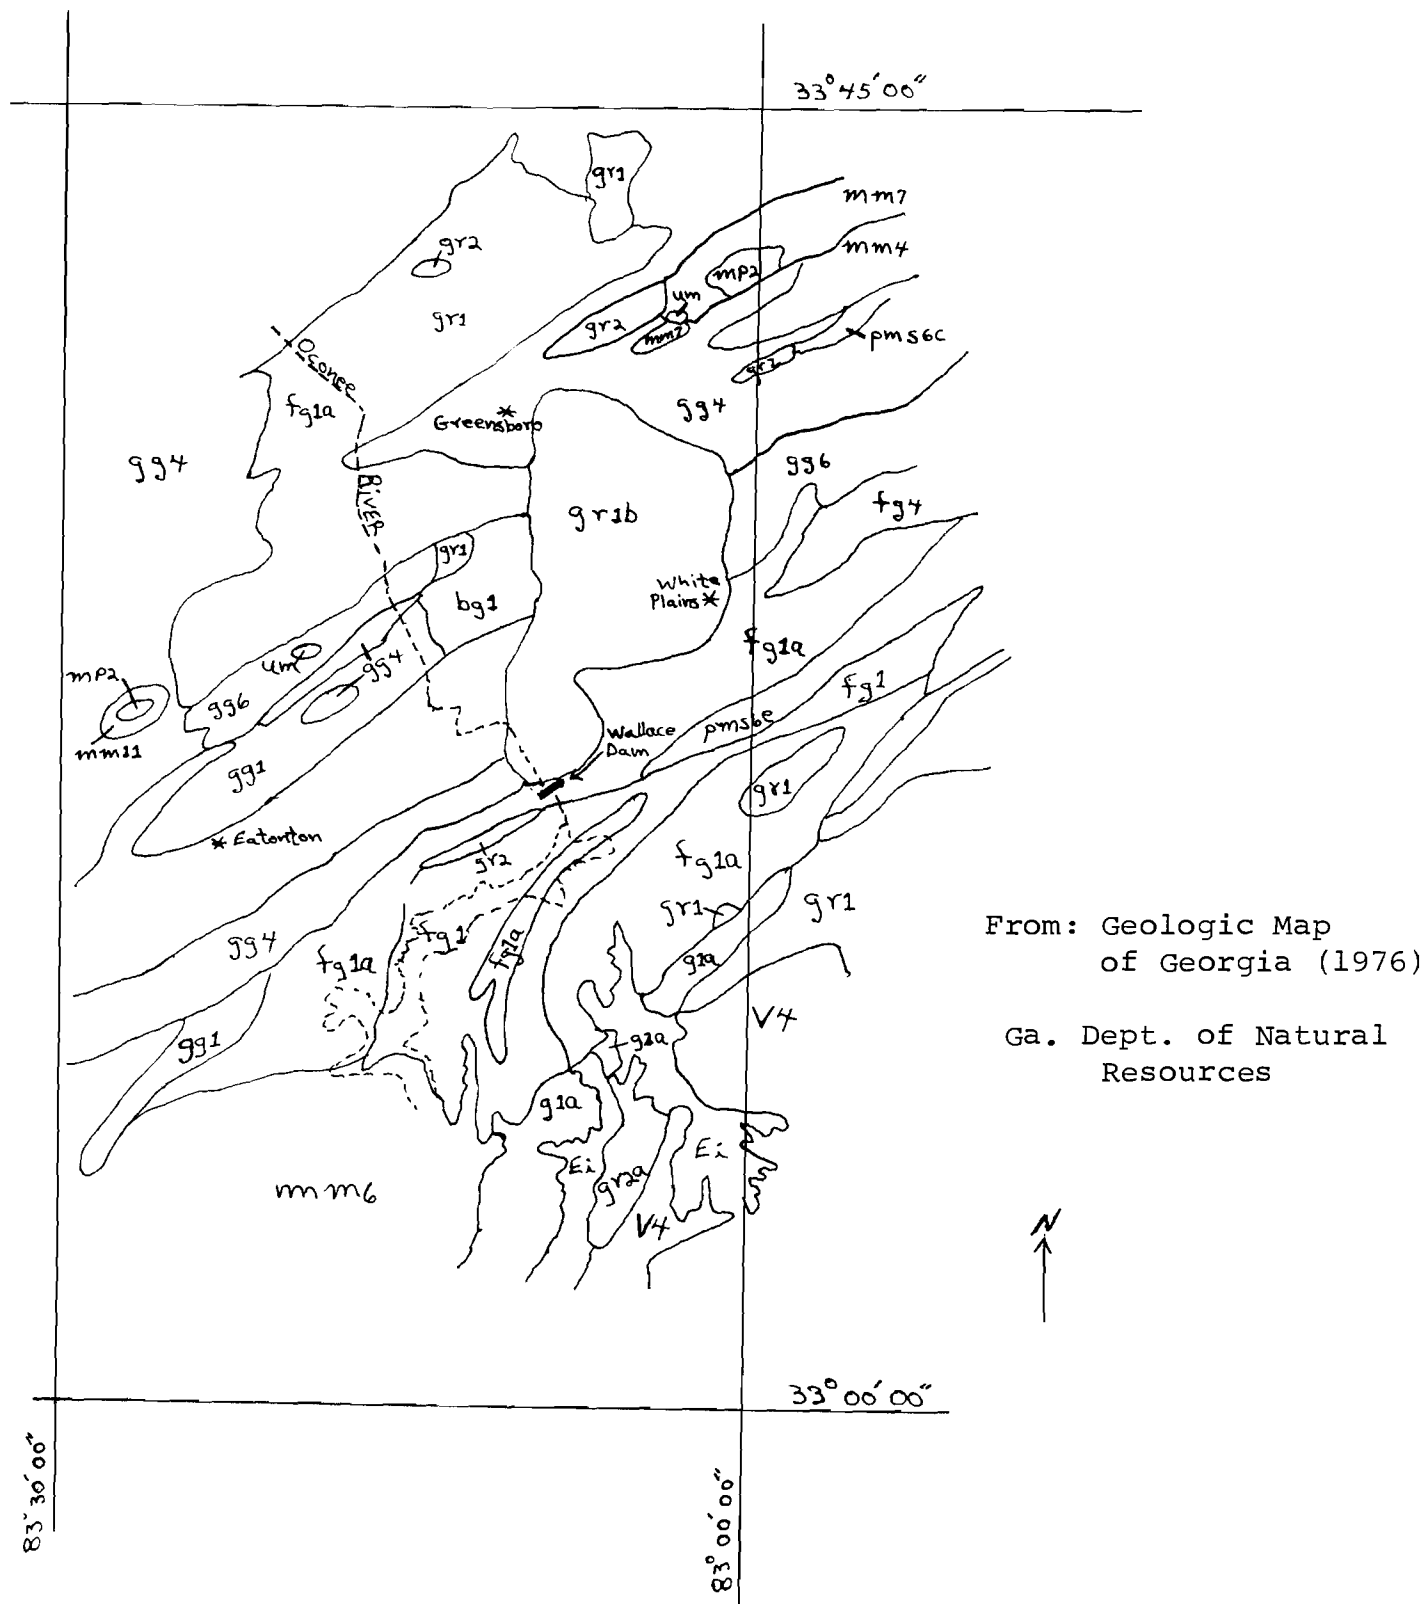 33°45'00"
gr1
mm7
gr2
mm4
mp2
um
gr1
gr2
mm7
pms6c
Oconee
gr2
fg1a
gg4
Greensboro
gg4
gg6
River
fg4
gr1b
gr1
White
Plains
bg1
fg1a
um
gg4
mp2
fg1
gg6
pms6e
Wallace
Dam
mm11
gg1
gr1
Eatonton
gr2
fg1a
gr1
gr1
From: Geologic Map
of Georgia (1976)
fg1
gg4
fg1a
fg1a
g1a
V4
Ga. Dept. of Natural
Resources
gg1
fg1a
g1a
Ei
Ei
mm6
gr2a
V4
N
33°00'00"
83°30'00"
83°00'00"